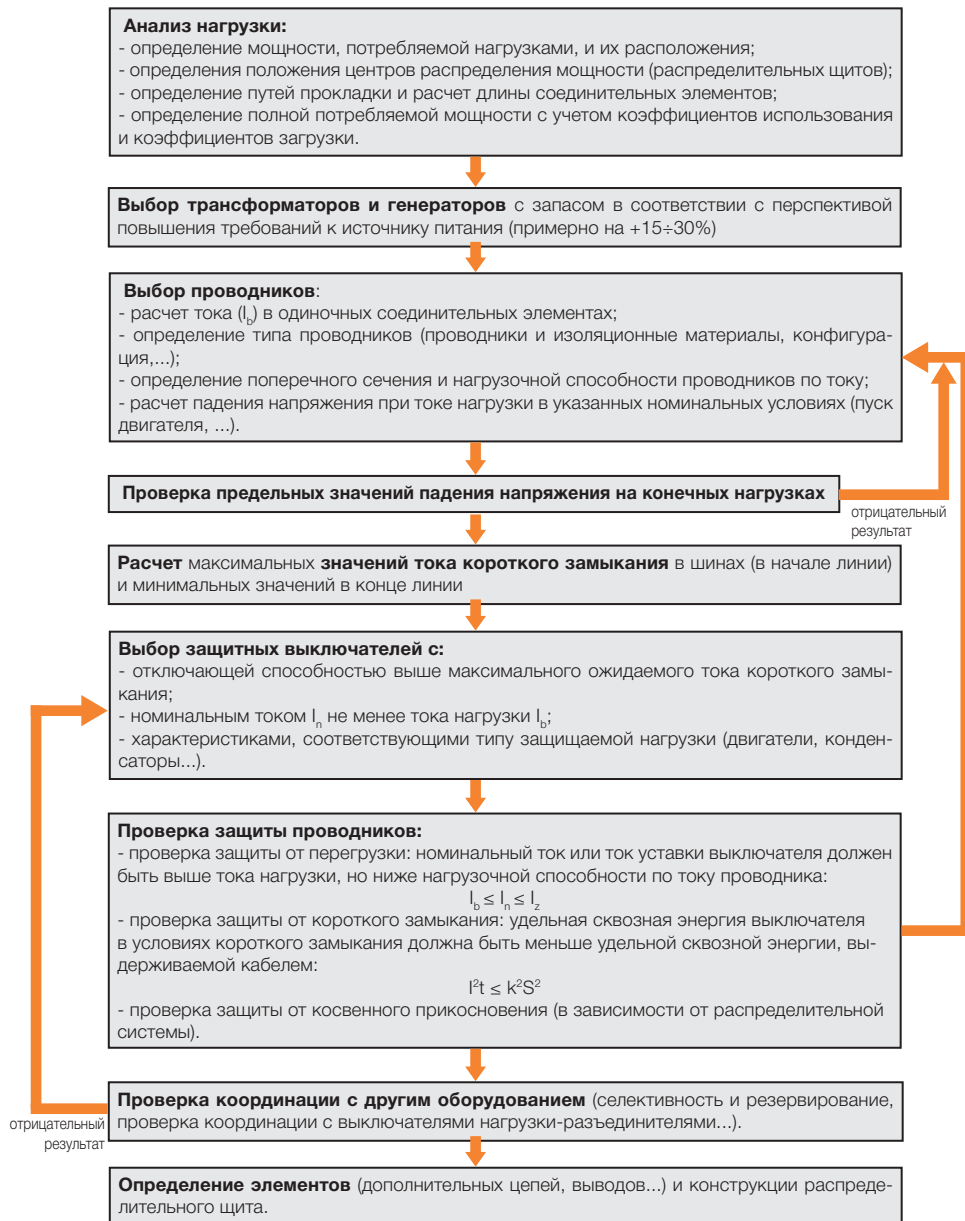 Анализ нагрузки:
- определение мощности, потребляемой нагрузками, и их расположения;
- определения положения центров распределения мощности (распределительных щитов);
- определение путей прокладки и расчет длины соединительных элементов;
- определение полной потребляемой мощности с учетом коэффициентов использования
и коэффициентов загрузки.
Выбор трансформаторов и генераторов с запасом в соответствии с перспективой
повышения требований к источнику питания (примерно на +15÷30%)
Выбор проводников:
- расчет тока (I_b) в одиночных соединительных элементах;
- определение типа проводников (проводники и изоляционные материалы, конфигура-
ция,...);
- определение поперечного сечения и нагрузочной способности проводников по току;
- расчет падения напряжения при токе нагрузки в указанных номинальных условиях (пуск
двигателя, ...).
Проверка предельных значений падения напряжения на конечных нагрузках
отрицательный
результат
Расчет максимальных значений тока короткого замыкания в шинах (в начале линии)
и минимальных значений в конце линии
Выбор защитных выключателей с:
- отключающей способностью выше максимального ожидаемого тока короткого замы-
кания;
- номинальным током I_n не менее тока нагрузки I_b;
- характеристиками, соответствующими типу защищаемой нагрузки (двигатели, конден-
саторы...).
Проверка защиты проводников:
- проверка защиты от перегрузки: номинальный ток или ток уставки выключателя должен
быть выше тока нагрузки, но ниже нагрузочной способности по току проводника:
I_b ≤ I_n ≤ I_z
- проверка защиты от короткого замыкания: удельная сквозная энергия выключателя
в условиях короткого замыкания должна быть меньше удельной сквозной энергии, вы-
держиваемой кабелем:
I²t ≤ k²S²
- проверка защиты от косвенного прикосновения (в зависимости от распределительной
системы).
Проверка координации с другим оборудованием (селективность и резервирование,
проверка координации с выключателями нагрузки-разъединителями...).
отрицательный
результат
Определение элементов (дополнительных цепей, выводов...) и конструкции распреде-
лительного щита.